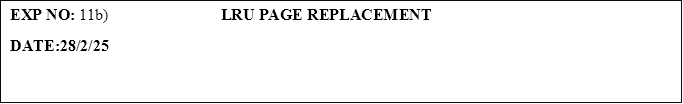 EXP NO: 11b) LRU PAGE REPLACEMENT
DATE:28/2/25